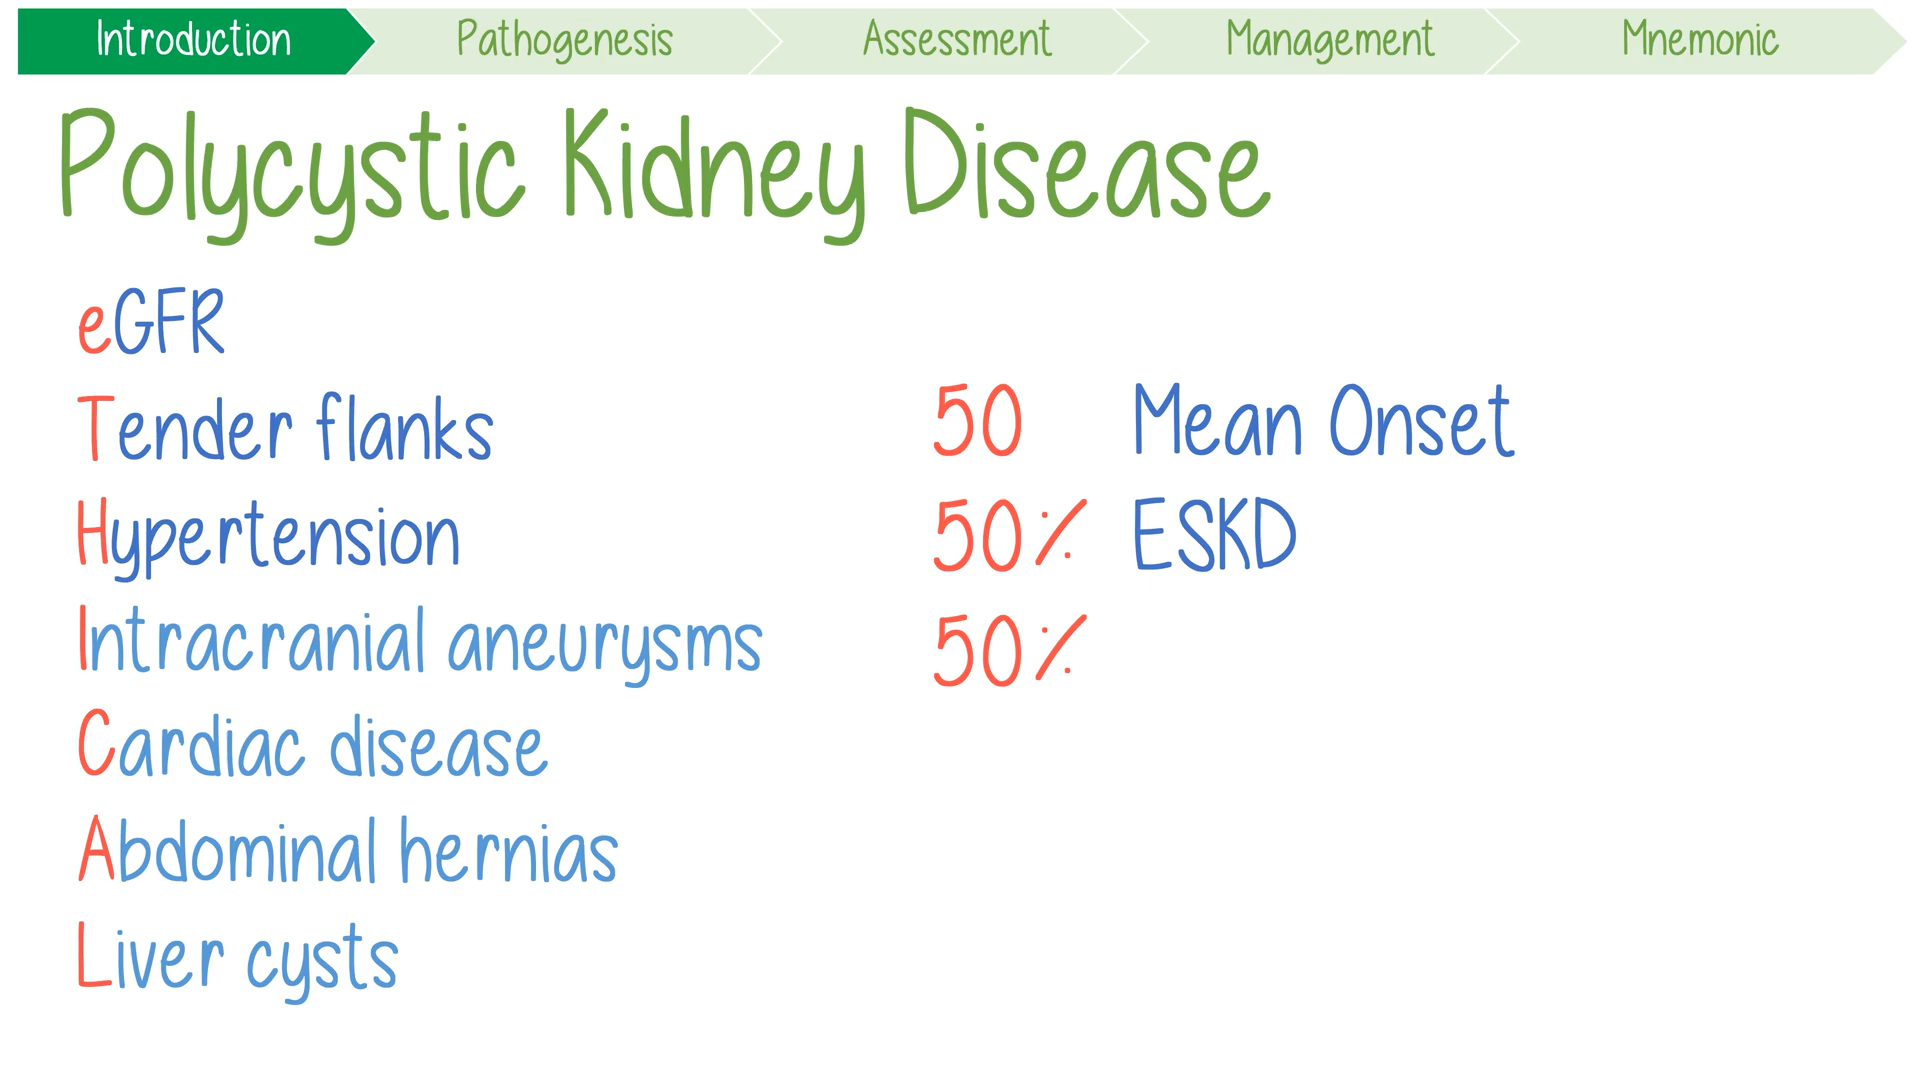 Introduction Pathogenesis Assessment Management Mnemonic
Polycystic Kidney Disease
eGFR
Tender flanks
Hypertension
Intracranial aneurysms
Cardiac disease
Abdominal hernias
Liver cysts
50 Mean Onset
50% ESKD
50%